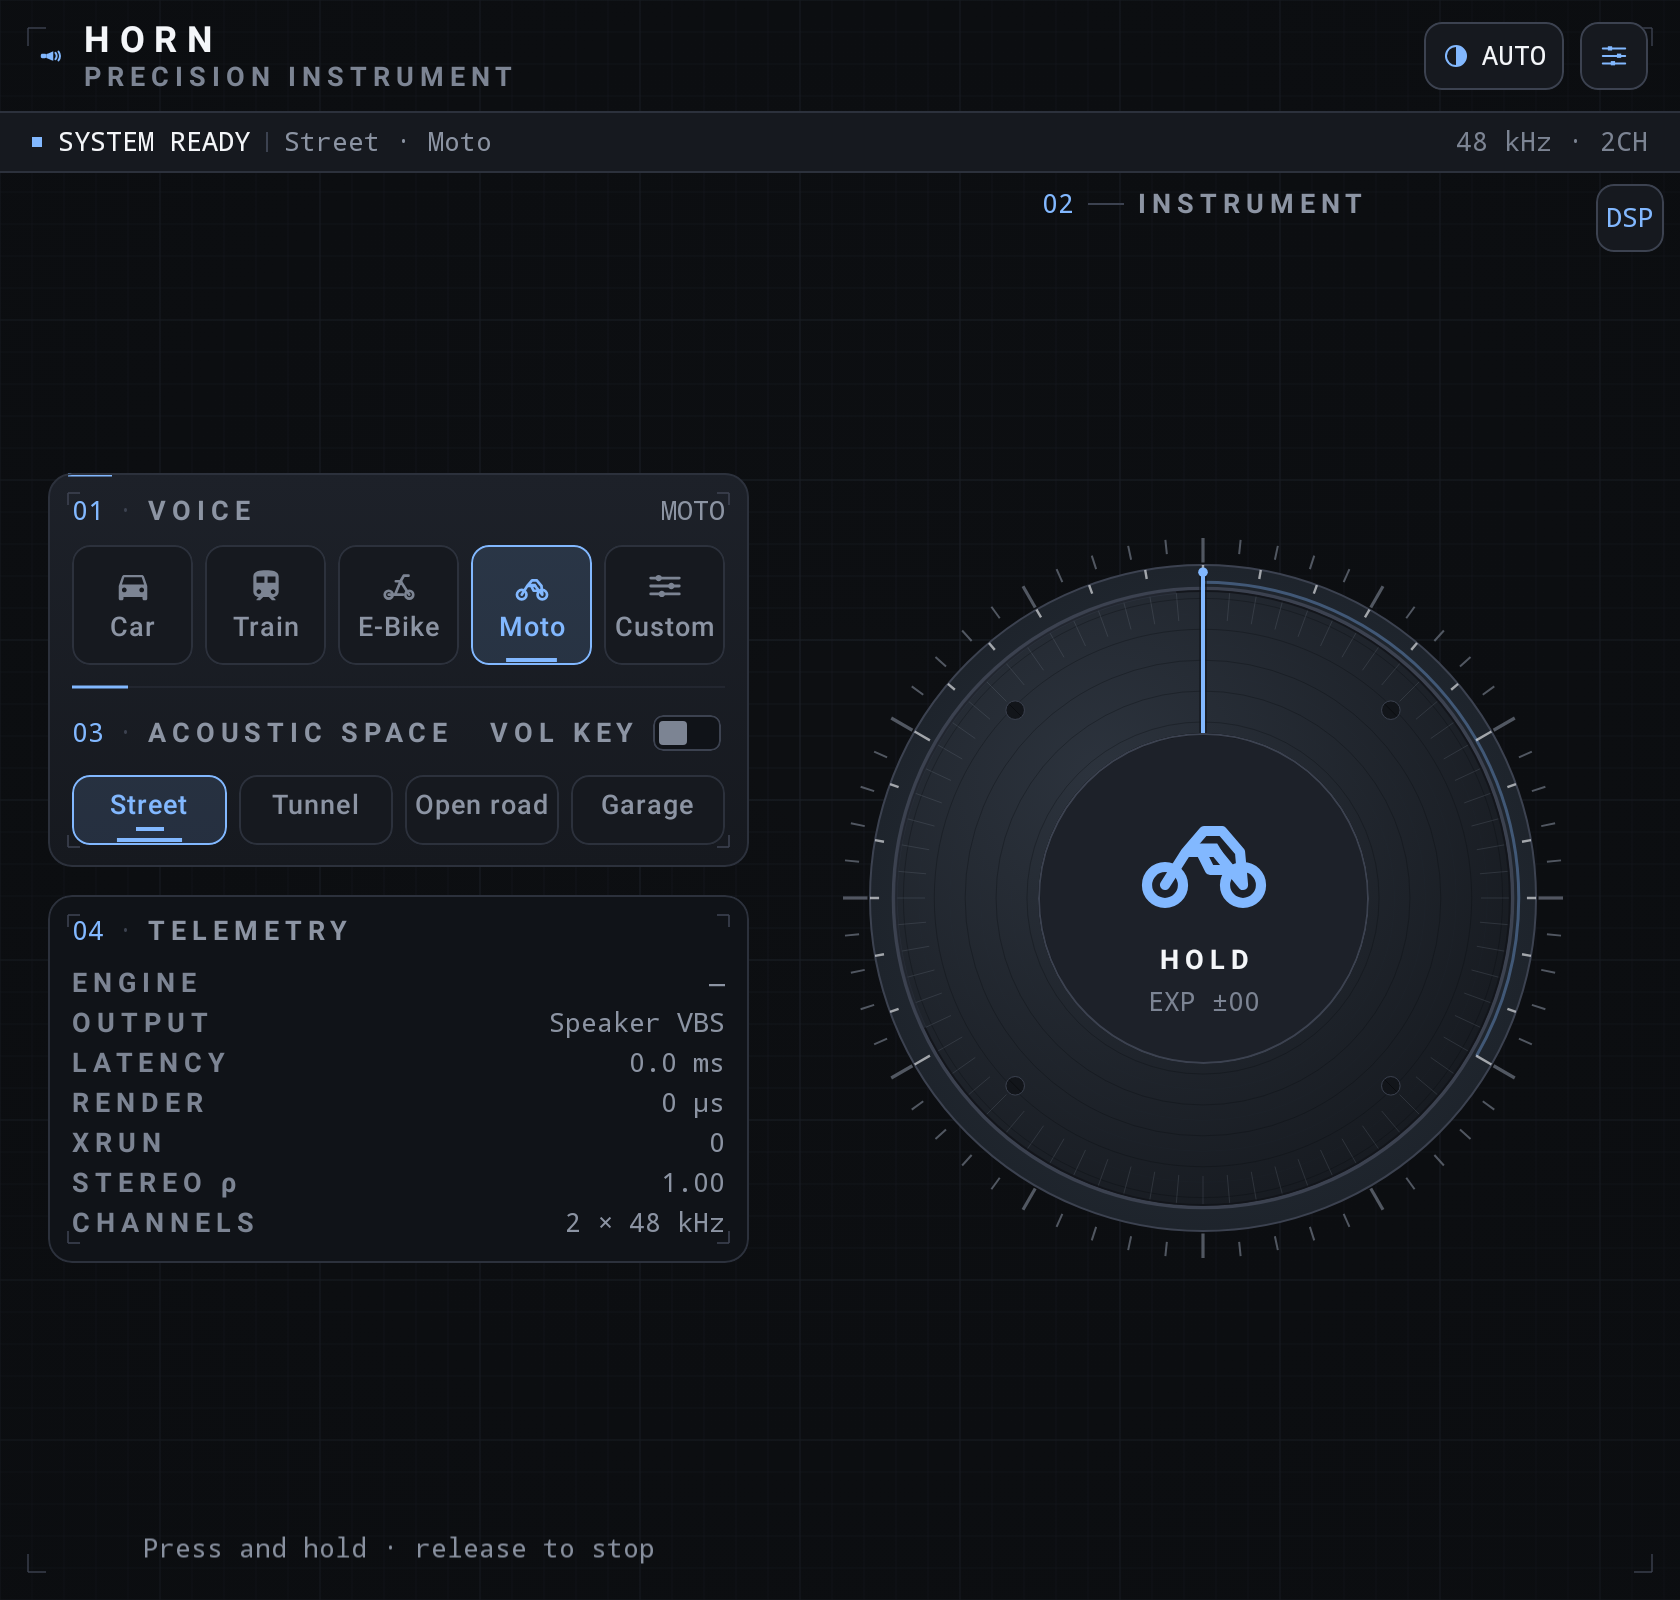 HORN
PRECISION INSTRUMENT
AUTO
SYSTEM READY | Street · Moto
48 kHz · 2CH
02 — INSTRUMENT
DSP
01 · VOICE
MOTO
Car
Train
E-Bike
Moto
Custom
03 · ACOUSTIC SPACE
VOL KEY
Street
Tunnel
Open road
Garage
04 · TELEMETRY
ENGINE –
OUTPUT Speaker VBS
LATENCY 0.0 ms
RENDER 0 µs
XRUN 0
STEREO ρ 1.00
CHANNELS 2 × 48 kHz
HOLD
EXP ±00
Press and hold · release to stop